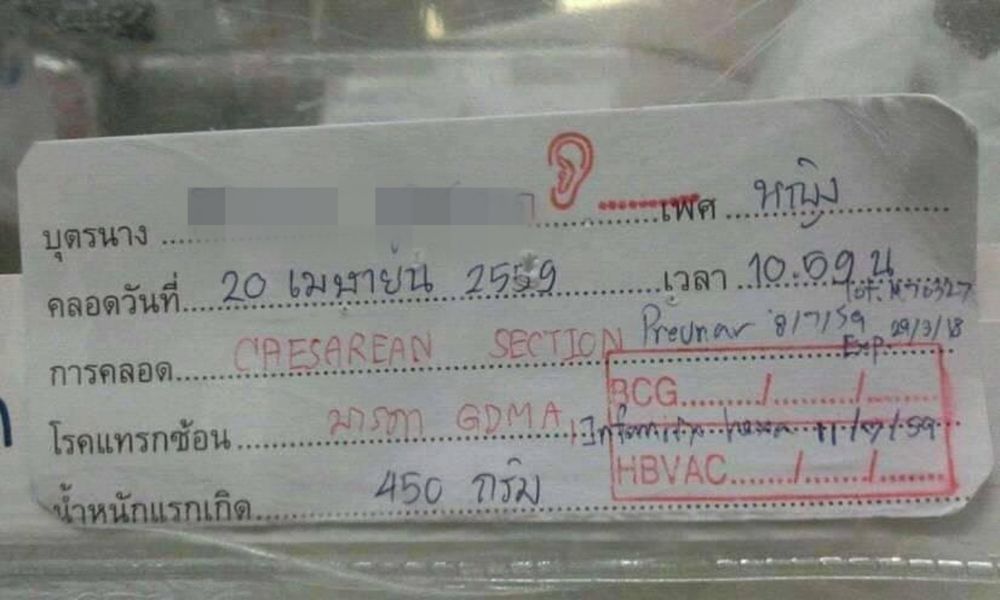 บุตรนาง เพศ หญิง
คลอดวันที่ 20 เมษายน 2559 เวลา 10.59 น
Lot.
การคลอด CAESAREAN SECTION Prevnar 8/7/59 Exp. 29/3/18
BCG / /
โรคแทรกซ้อน มารดา GDMA 11/7/59
HBVAC / /
น้ำหนักแรกเกิด 450 กรัม